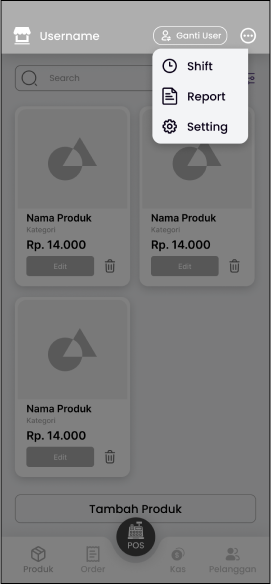 Username
Ganti User
Shift
Report
Setting
Search
Nama Produk
Kategori
Rp. 14.000
Edit
Nama Produk
Kategori
Rp. 14.000
Edit
Nama Produk
Kategori
Rp. 14.000
Edit
Tambah Produk
POS
Produk
Order
Kas
Pelanggan